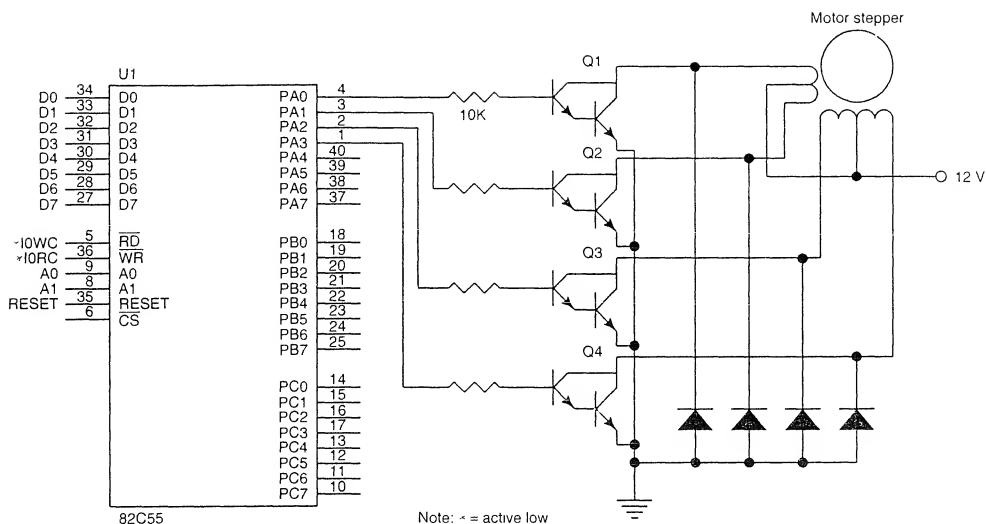 Motor stepper
U1
Q1
34 D0 D0 PA0 4
33 D1 D1 PA1 3
32 D2 D2 PA2 2
31 D3 D3 PA3 1
30 D4 D4 PA4 40
29 D5 D5 PA5 39
28 D6 D6 PA6 38
27 D7 D7 PA7 37
10K
Q2
12 V
*IOWC 5 RD PB0 18
*IORC 36 WR PB1 19
A0 9 A0 PB2 20
A1 8 A1 PB3 21
RESET 35 RESET PB4 22
6 CS PB5 23
PB6 24
PB7 25
Q3
Q4
PC0 14
PC1 15
PC2 16
PC3 17
PC4 13
PC5 12
PC6 11
PC7 10
82C55
Note: * = active low